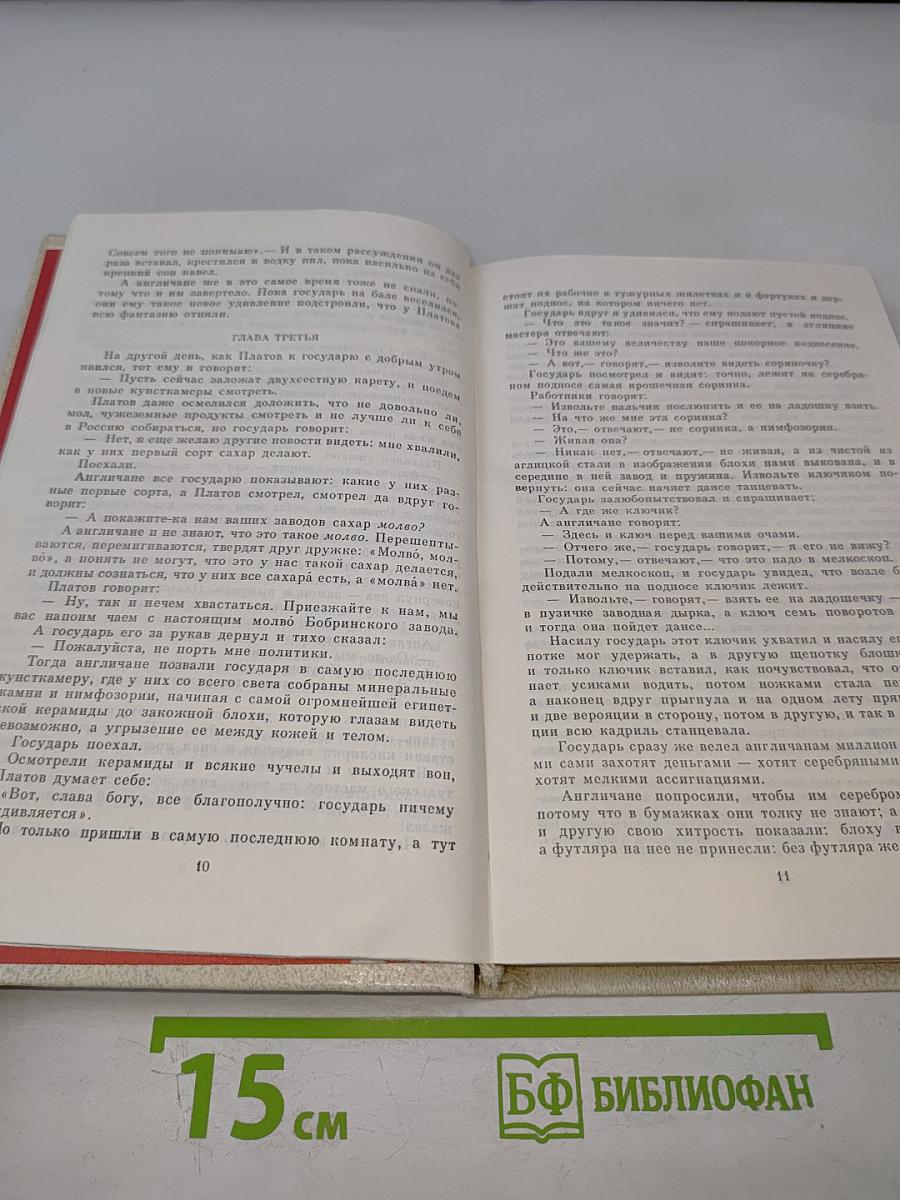 Совсем того не понимаю».— И в таком рассуждении он два
раза вставал, крестился и водку пил, пока насильно на себя
крепкий сон навел.
А англичане же в это самое время тоже не спали, по-
тому что и им завертело. Пока государь на бале веселился,
они ему такое новое удивление подстроили, что у Платова
всю фантазию отняли.
ГЛАВА ТРЕТЬЯ
На другой день, как Платов к государю с добрым утром
явился, тот ему и говорит:
— Пусть сейчас заложат двухсестную карету, и поедем
в новые кунсткамеры смотреть.
Платов даже осмелился доложить, что не довольно ли,
мол, чужеземные продукты смотреть и не лучше ли к себе
в Россию собираться, но государь говорит:
— Нет, я еще желаю другие новости видеть: мне хвалили,
как у них первый сорт сахар делают.
Поехали.
Англичане все государю показывают: какие у них раз-
ные первые сорта, а Платов смотрел, смотрел да вдруг го-
ворит:
— А покажите-ка нам ваших заводов сахар молво?
А англичане и не знают, что это такое молво. Перешепты-
ваются, перемигиваются, твердят друг дружке: «Молво́, мол-
во́», а понять не могут, что это у нас такой сахар делается,
и должны сознаться, что у них все сахара́ есть, а «молва́» нет.
Платов говорит:
— Ну, так и нечем хвастаться. Приезжайте к нам, мы
вас напоим чаем с настоящим молво́ Бобринского завода.
А государь его за рукав дернул и тихо сказал:
— Пожалуйста, не порть мне политики.
Тогда англичане позвали государя в самую последнюю
кунсткамеру, где у них со всего света собраны минеральные
камни и нимфозории, начиная с самой огромнейшей египет-
ской керамиды до закожной блохи, которую глазам видеть
евозможно, а угрызение ее между кожей и телом.
Государь поехал.
Осмотрели керамиды и всякие чучелы и выходят вон,
Платов думает себе:
«Вот, слава богу, все благополучно: государь ничему
удивляется».
Но только пришли в самую последнюю комнату, а тут
10
стоят их рабочие в тужурных жилетках и в фартуках и дер-
жат поднос, на котором ничего нет.
Государь вдруг и удивился, что ему подают пустой поднос.
— Что это такое значит? — спрашивает; а аглицкие
мастера отвечают:
— Это вашему величеству наше покорное поднесение.
— Что же это?
— А вот,— говорят,— изволите видеть сориночку?
Государь посмотрел и видит: точно, лежит на серебря-
ном подносе самая крошечная соринка.
Работники говорят:
— Извольте пальчик послюнить и ее на ладошку взять.
— На что же мне эта соринка?
— Это,— отвечают,— не соринка, а нимфозория.
— Живая она?
— Никак нет,— отвечают,— не живая, а из чистой из
аглицкой стали в изображении блохи нами выкована, и в
середине в ней завод и пружина. Извольте ключиком по-
вернуть: она сейчас начнет дансе танцевать.
Государь залюбопытствовал и спрашивает:
— А где же ключик?
А англичане говорят:
— Здесь и ключ перед вашими очами.
— Отчего же,— государь говорит,— я его не вижу?
— Потому,— отвечают,— что это надо в мелкоскоп.
Подали мелкоскоп, и государь увидел, что возле б
действительно на подносе ключик лежит.
— Извольте,— говорят,— взять ее на ладошечку —
в пузичке заводная дырка, а ключ семь поворотов
и тогда она пойдет дансе...
Насилу государь этот ключик ухватил и насилу е
потке мог удержать, а в другую щепотку блошк
и только ключик вставил, как почувствовал, что о
нает усиками водить, потом ножками стала пе
а наконец вдруг прыгнула и на одном лету пря
и две верояции в сторону, потом в другую, и так в
ции всю кадриль станцевала.
Государь сразу же велел англичанам миллион
ми сами захотят деньгами — хотят серебряными
хотят мелкими ассигнациями.
Англичане попросили, чтобы им серебром
потому что в бумажках они толку не знают; а
и другую свою хитрость показали: блоху в
а футляра на нее не принесли: без футляра же
11
15 см
БФ БИБЛИОФАН